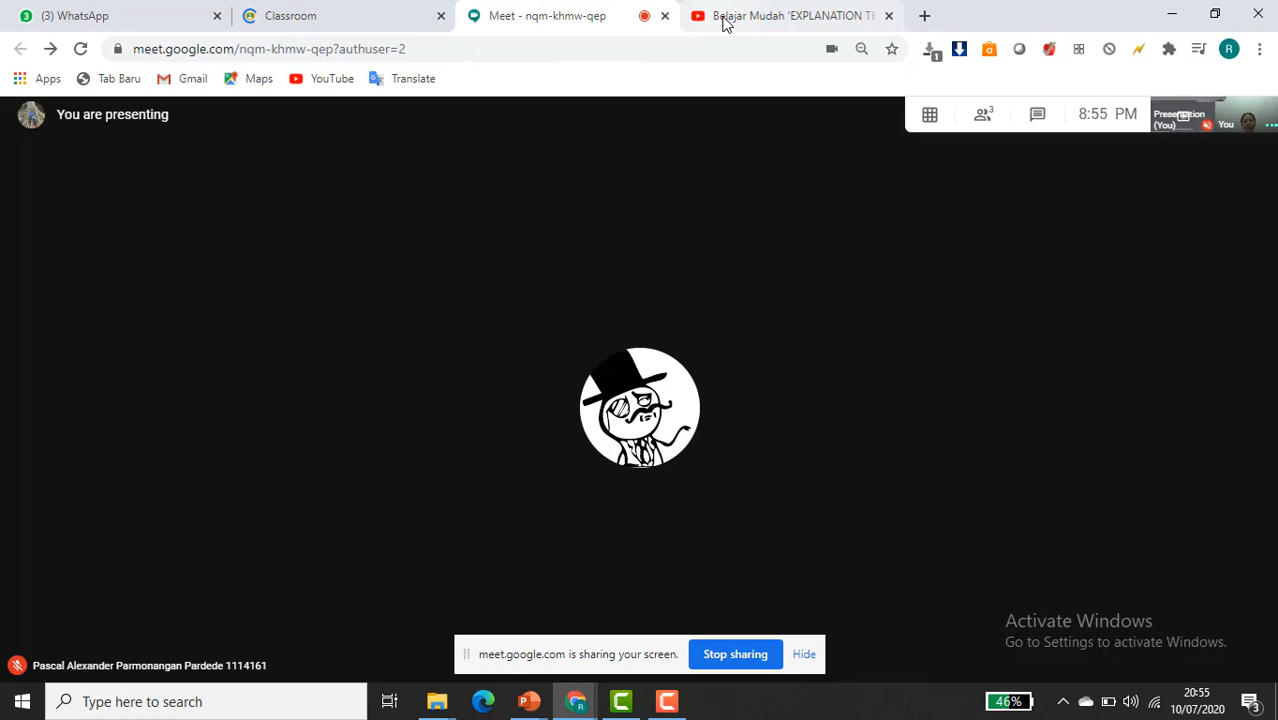 (3) WhatsApp
Classroom
Meet - nqm-khmw-qep
Belajar Mudah 'EXPLANATION TE
meet.google.com/nqm-khmw-qep?authuser=2
1
R
Apps
Tab Baru
Gmail
Maps
YouTube
Translate
You are presenting
3
8:55 PM
Presentation
(You)
You
Pascal Alexander Parmonangan Pardede 1114161
meet.google.com is sharing your screen.
Stop sharing
Hide
Activate Windows
Go to Settings to activate Windows.
Type here to search
46%
20:55
10/07/2020
3